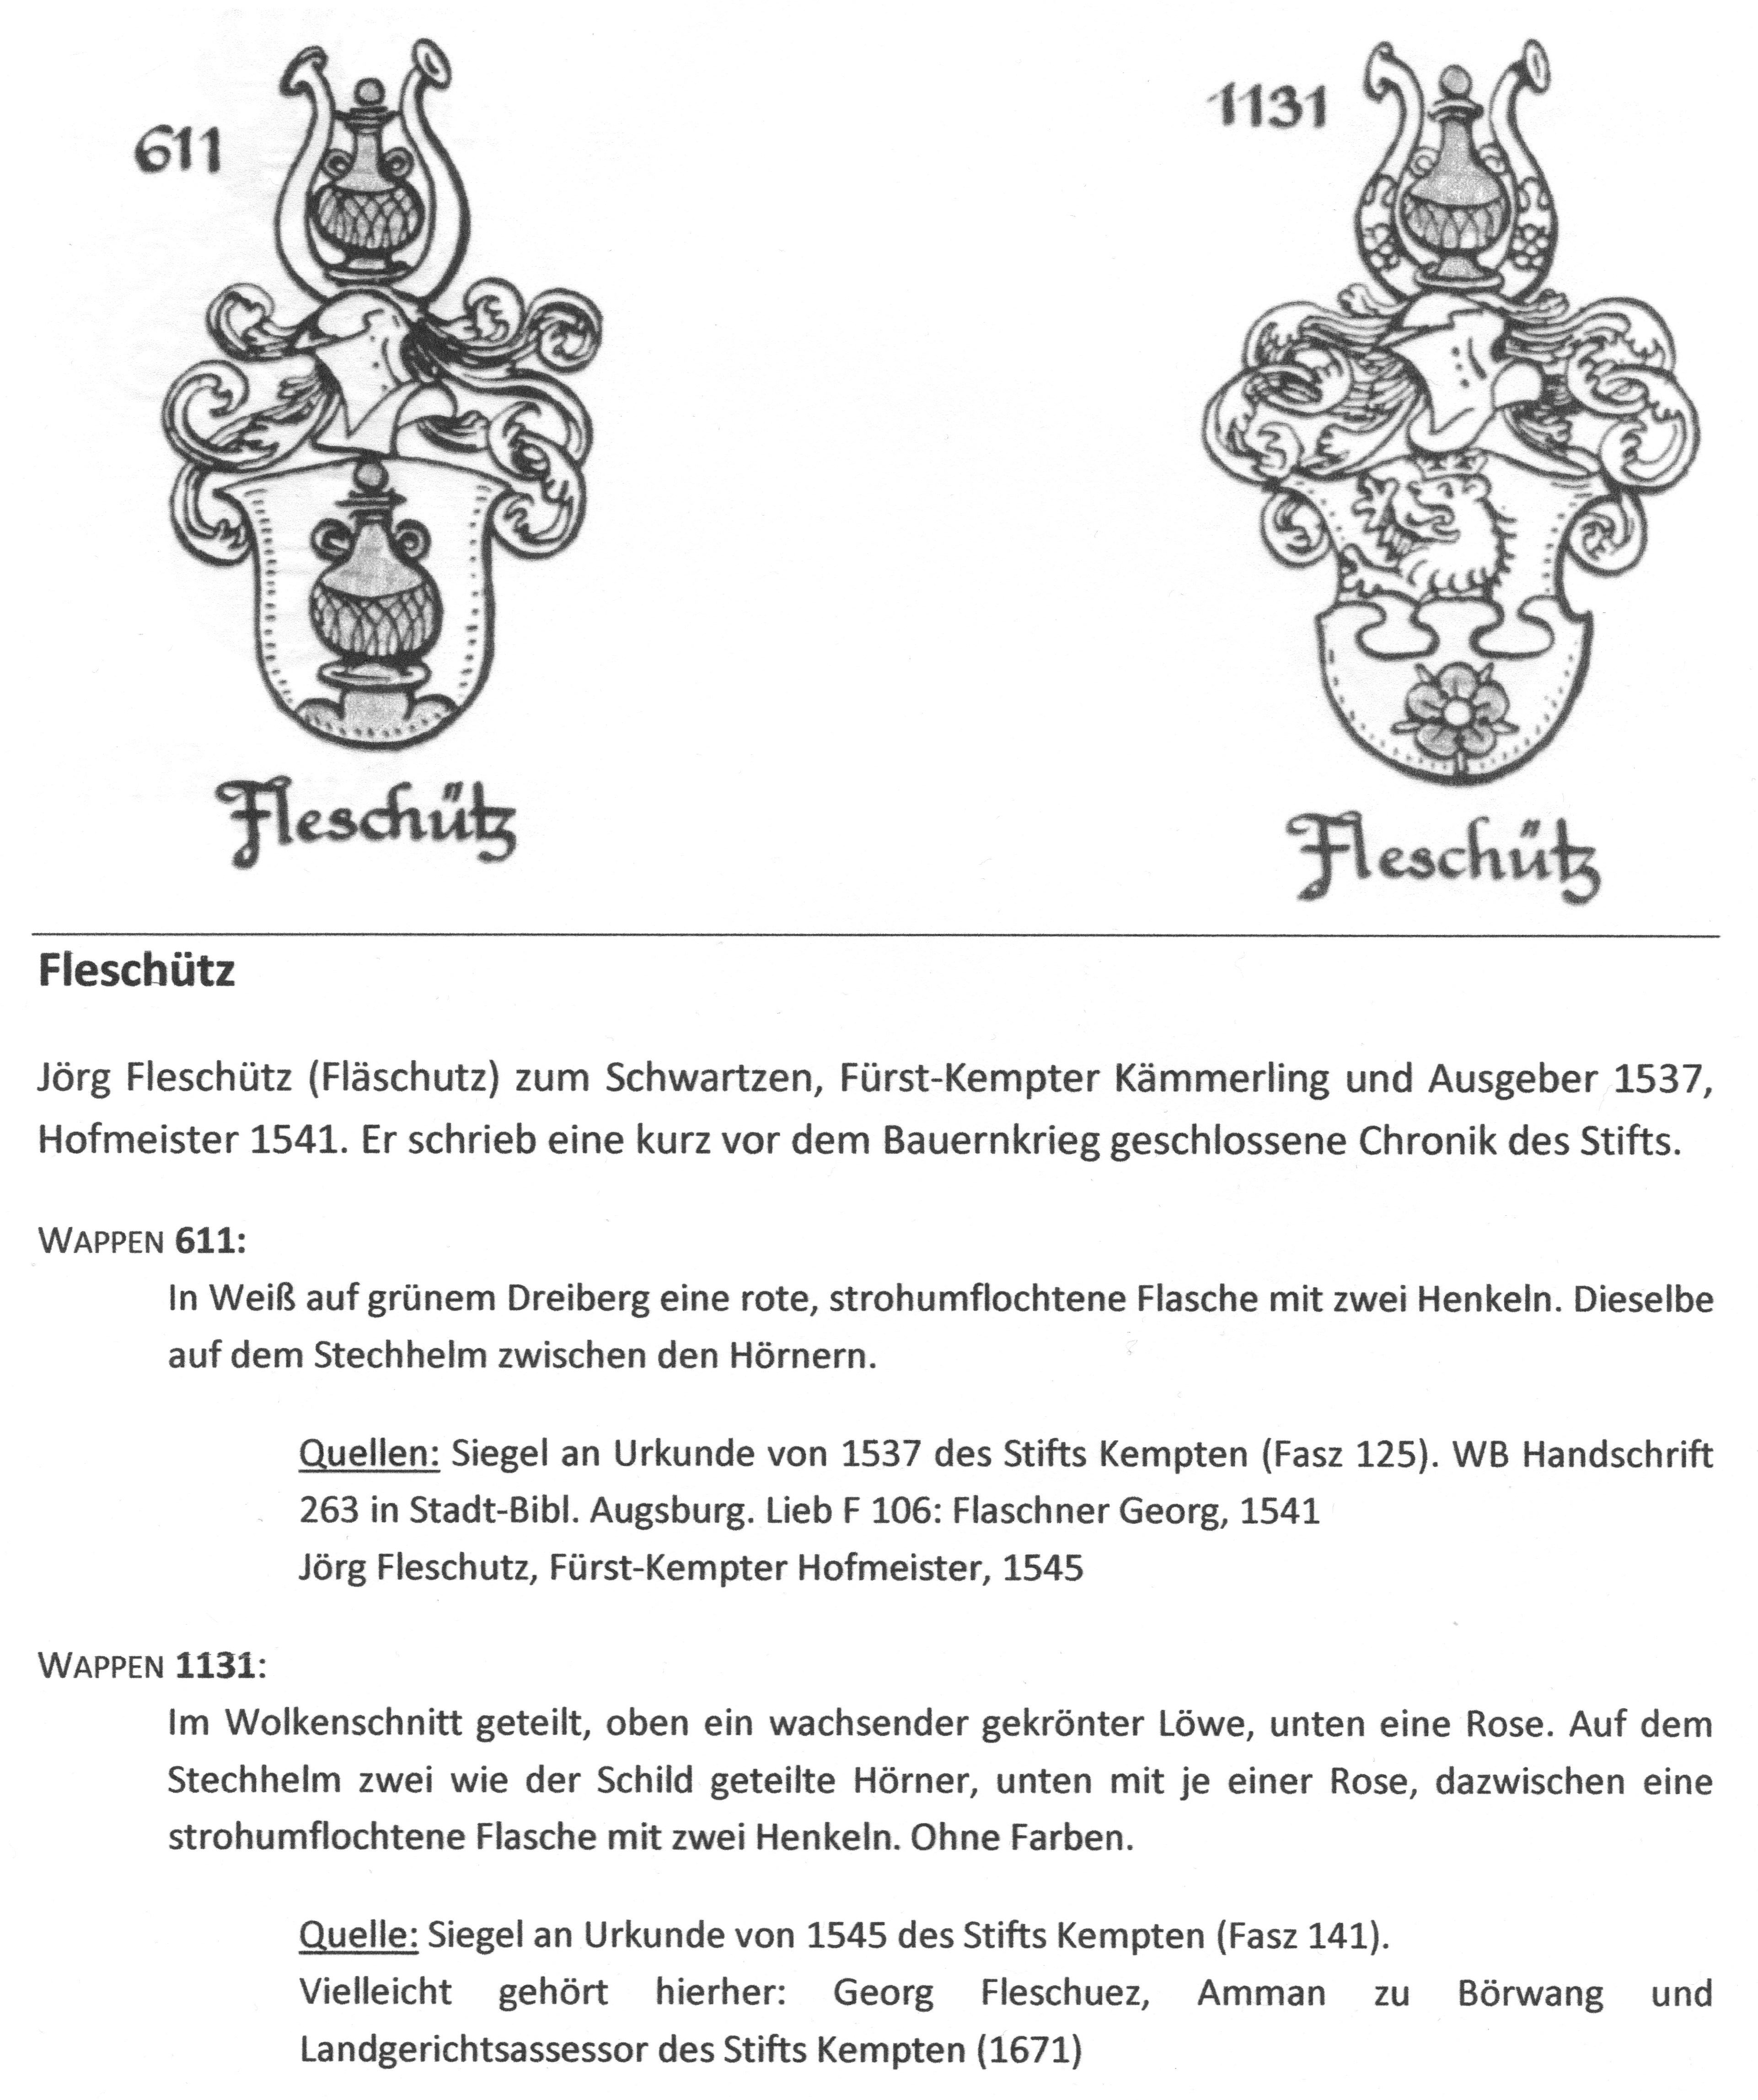 611
1131
Fleschütz
Fleschütz
Fleschütz
Jörg Fleschütz (Fläschutz) zum Schwartzen, Fürst-Kempter Kämmerling und Ausgeber 1537,
Hofmeister 1541. Er schrieb eine kurz vor dem Bauernkrieg geschlossene Chronik des Stifts.
WAPPEN 611:
In Weiß auf grünem Dreiberg eine rote, strohumflochtene Flasche mit zwei Henkeln. Dieselbe
auf dem Stechhelm zwischen den Hörnern.
Quellen: Siegel an Urkunde von 1537 des Stifts Kempten (Fasz 125). WB Handschrift
263 in Stadt-Bibl. Augsburg. Lieb F 106: Flaschner Georg, 1541
Jörg Fleschutz, Fürst-Kempter Hofmeister, 1545
WAPPEN 1131:
Im Wolkenschnitt geteilt, oben ein wachsender gekrönter Löwe, unten eine Rose. Auf dem
Stechhelm zwei wie der Schild geteilte Hörner, unten mit je einer Rose, dazwischen eine
strohumflochtene Flasche mit zwei Henkeln. Ohne Farben.
Quelle: Siegel an Urkunde von 1545 des Stifts Kempten (Fasz 141).
Vielleicht gehört hierher: Georg Fleschuez, Amman zu Börwang und
Landgerichtsassessor des Stifts Kempten (1671)